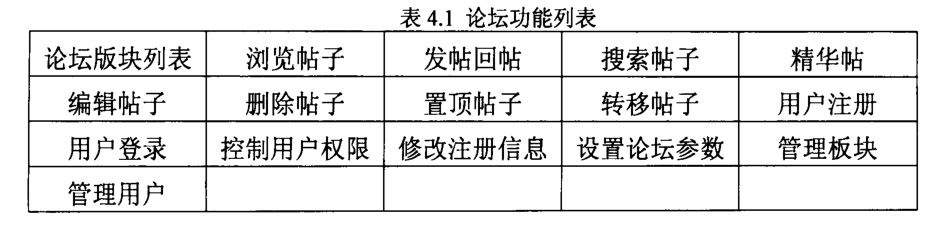 表 4.1 论坛功能列表
论坛版块列表 浏览帖子 发帖回帖 搜索帖子 精华帖
编辑帖子 删除帖子 置顶帖子 转移帖子 用户注册
用户登录 控制用户权限 修改注册信息 设置论坛参数 管理板块
管理用户